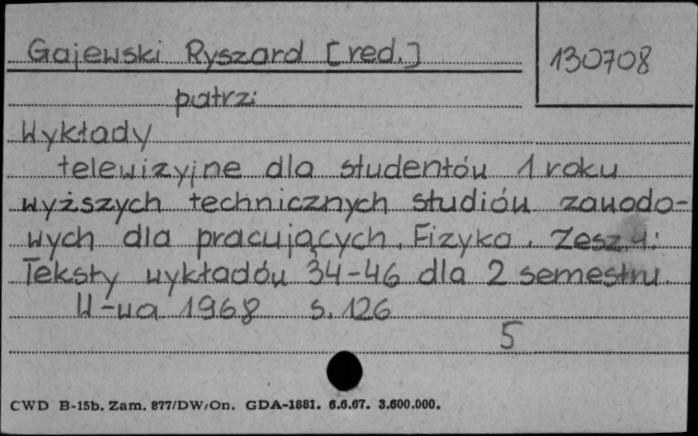 Gajewski Ryszard [red.]
130708
patrz:
Wykłady
telewizyjne dla studentów 1 roku
wyższych technicznych studiów zawodo-
wych dla pracujących. Fizyka. Zesz. 4:
Teksty wykładów 34-46 dla 2 semestru.
W-wa 1968 s. 126
5
CWD B-15b. Zam. 877/DW/On. GDA-1881. 6.6.67. 3.600.000.